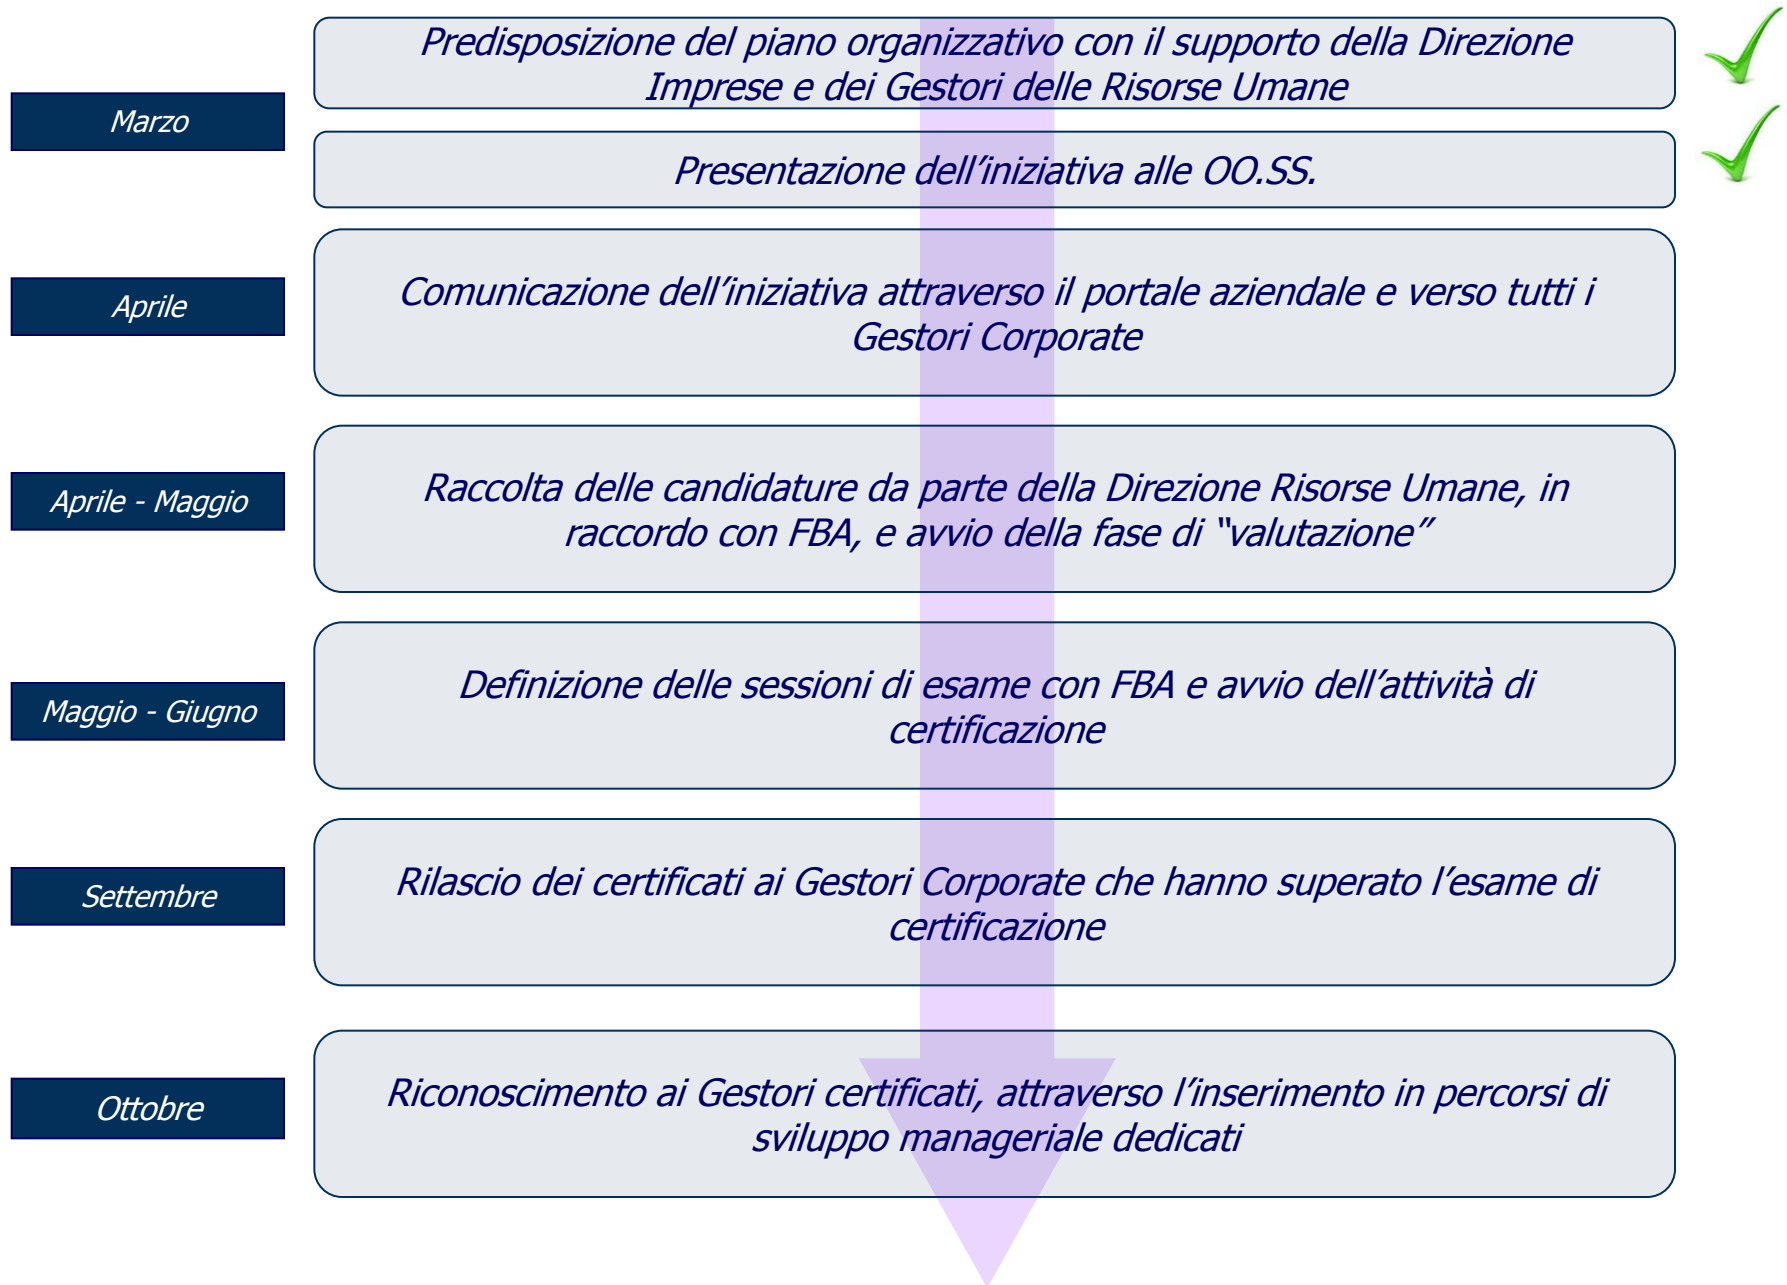 Predisposizione del piano organizzativo con il supporto della Direzione
Imprese e dei Gestori delle Risorse Umane
Marzo
Presentazione dell’iniziativa alle OO.SS.
Aprile
Comunicazione dell’iniziativa attraverso il portale aziendale e verso tutti i
Gestori Corporate
Aprile - Maggio
Raccolta delle candidature da parte della Direzione Risorse Umane, in
raccordo con FBA, e avvio della fase di “valutazione”
Maggio - Giugno
Definizione delle sessioni di esame con FBA e avvio dell’attività di
certificazione
Settembre
Rilascio dei certificati ai Gestori Corporate che hanno superato l’esame di
certificazione
Ottobre
Riconoscimento ai Gestori certificati, attraverso l’inserimento in percorsi di
sviluppo manageriale dedicati